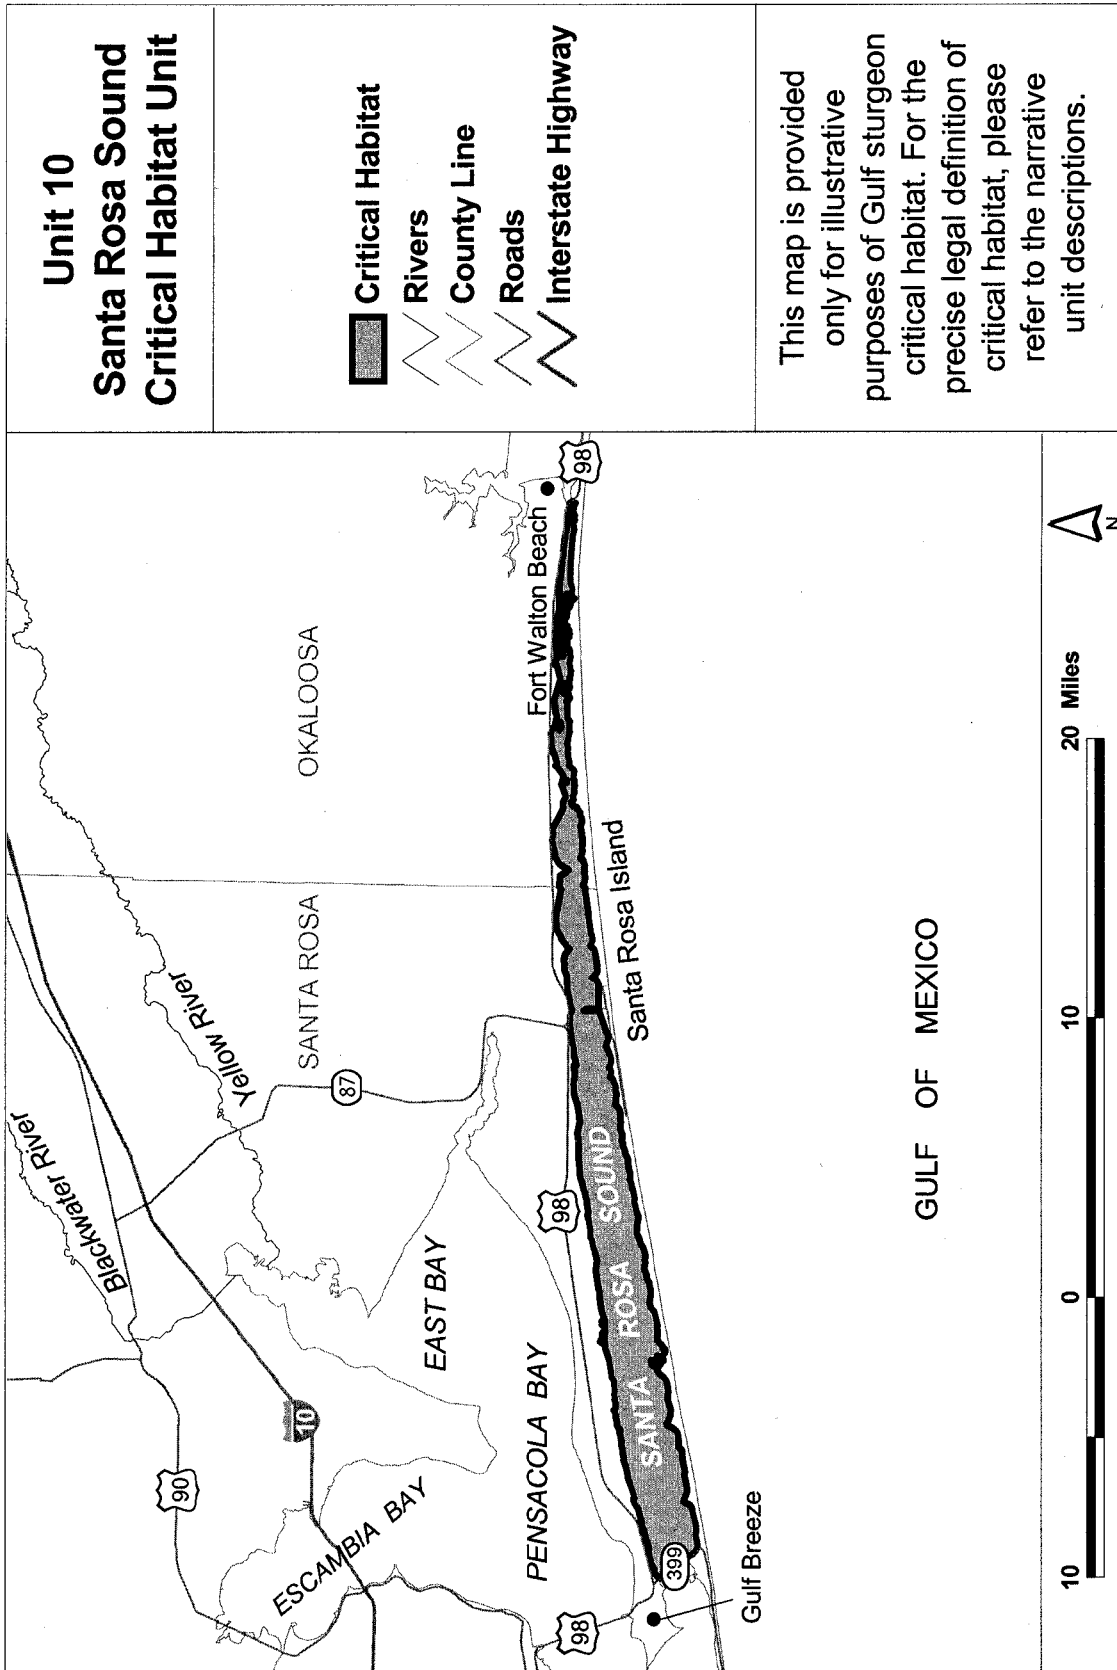 Unit 10
Santa Rosa Sound
Critical Habitat Unit
Critical Habitat
Rivers
County Line
Roads
Interstate Highway
This map is provided
only for illustrative
purposes of Gulf sturgeon
critical habitat. For the
precise legal definition of
critical habitat, please
refer to the narrative
unit descriptions.
Blackwater River
Yellow River
90
10
87
SANTA ROSA
OKALOOSA
ESCAMBIA BAY
EAST BAY
PENSACOLA BAY
98
98
98
Fort Walton Beach
SANTA ROSA SOUND
Santa Rosa Island
399
Gulf Breeze
GULF OF MEXICO
10 0 10 20 Miles
N